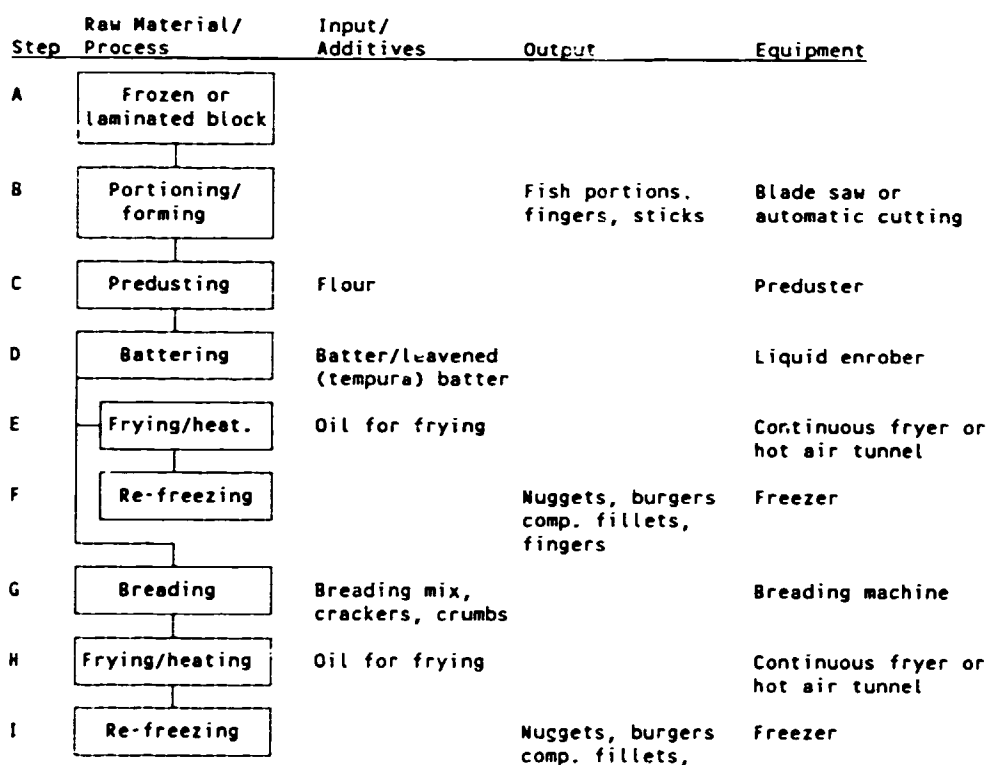 Raw Material/ Input/
Step Process Additives Output Equipment
A Frozen or
laminated block
B Portioning/ Fish portions. Blade saw or
forming fingers, sticks automatic cutting
C Predusting Flour Preduster
D Battering Batter/leavened Liquid enrober
(tempura) batter
E Frying/heat. Oil for frying Continuous fryer or
hot air tunnel
F Re-freezing Nuggets, burgers Freezer
comp. fillets,
fingers
G Breading Breading mix, Breading machine
crackers, crumbs
H Frying/heating Oil for frying Continuous fryer or
hot air tunnel
I Re-freezing Nuggets, burgers Freezer
comp. fillets,